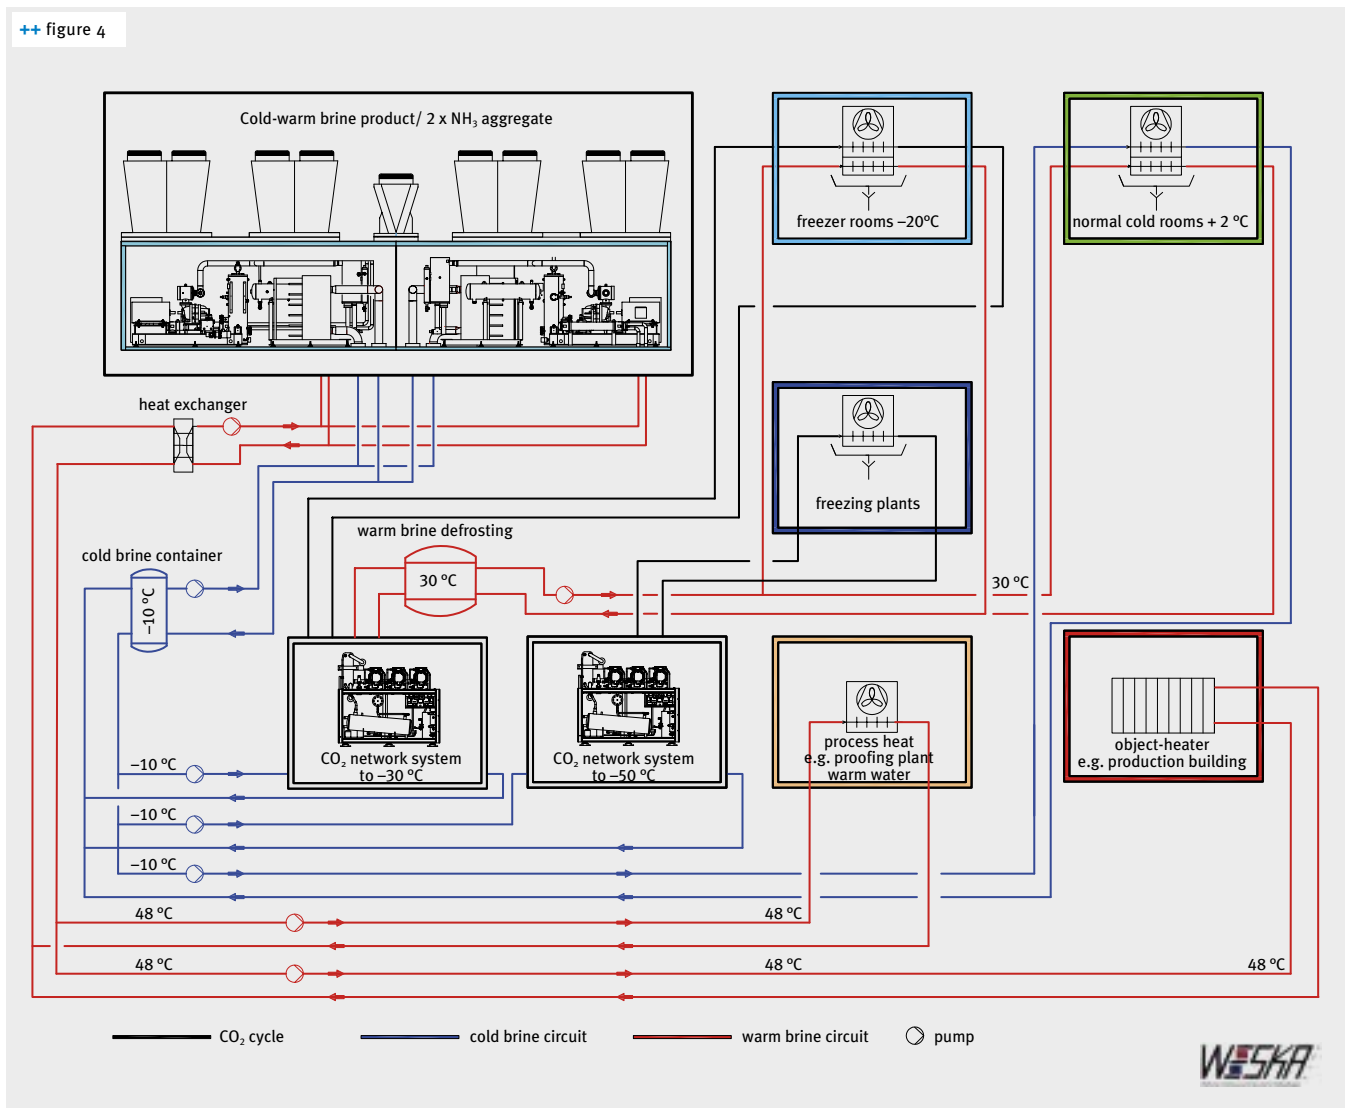 ++ figure 4
Cold-warm brine product/ 2 x NH₃ aggregate
freezer rooms –20°C
normal cold rooms + 2 °C
heat exchanger
freezing plants
warm brine defrosting
30 °C
30 °C
cold brine container
–10 °C
CO₂ network system
to –30 °C
CO₂ network system
to –50 °C
process heat
e.g. proofing plant
warm water
object-heater
e.g. production building
–10 °C
–10 °C
–10 °C
48 °C
48 °C
48 °C
48 °C
48 °C
CO₂ cycle
cold brine circuit
warm brine circuit
pump
WESKA